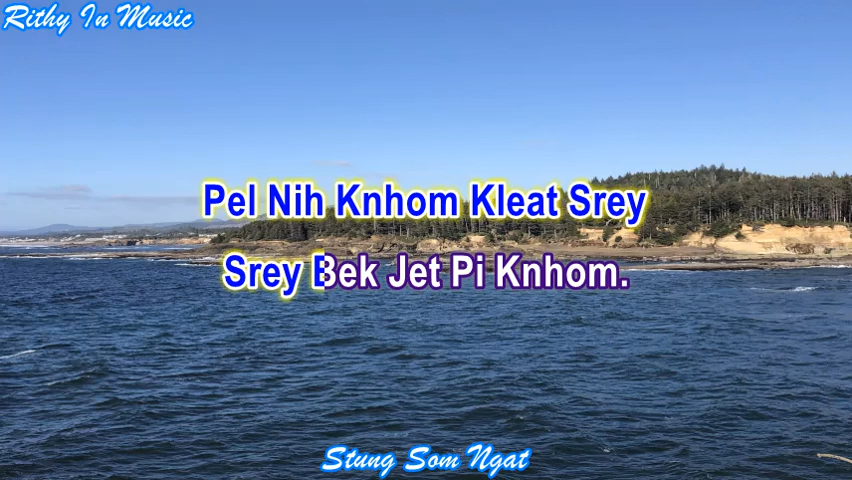 Rithy In Music
Pel Nih Knhom Kleat Srey
Srey Bek Jet Pi Knhom.
Stung Som Ngat